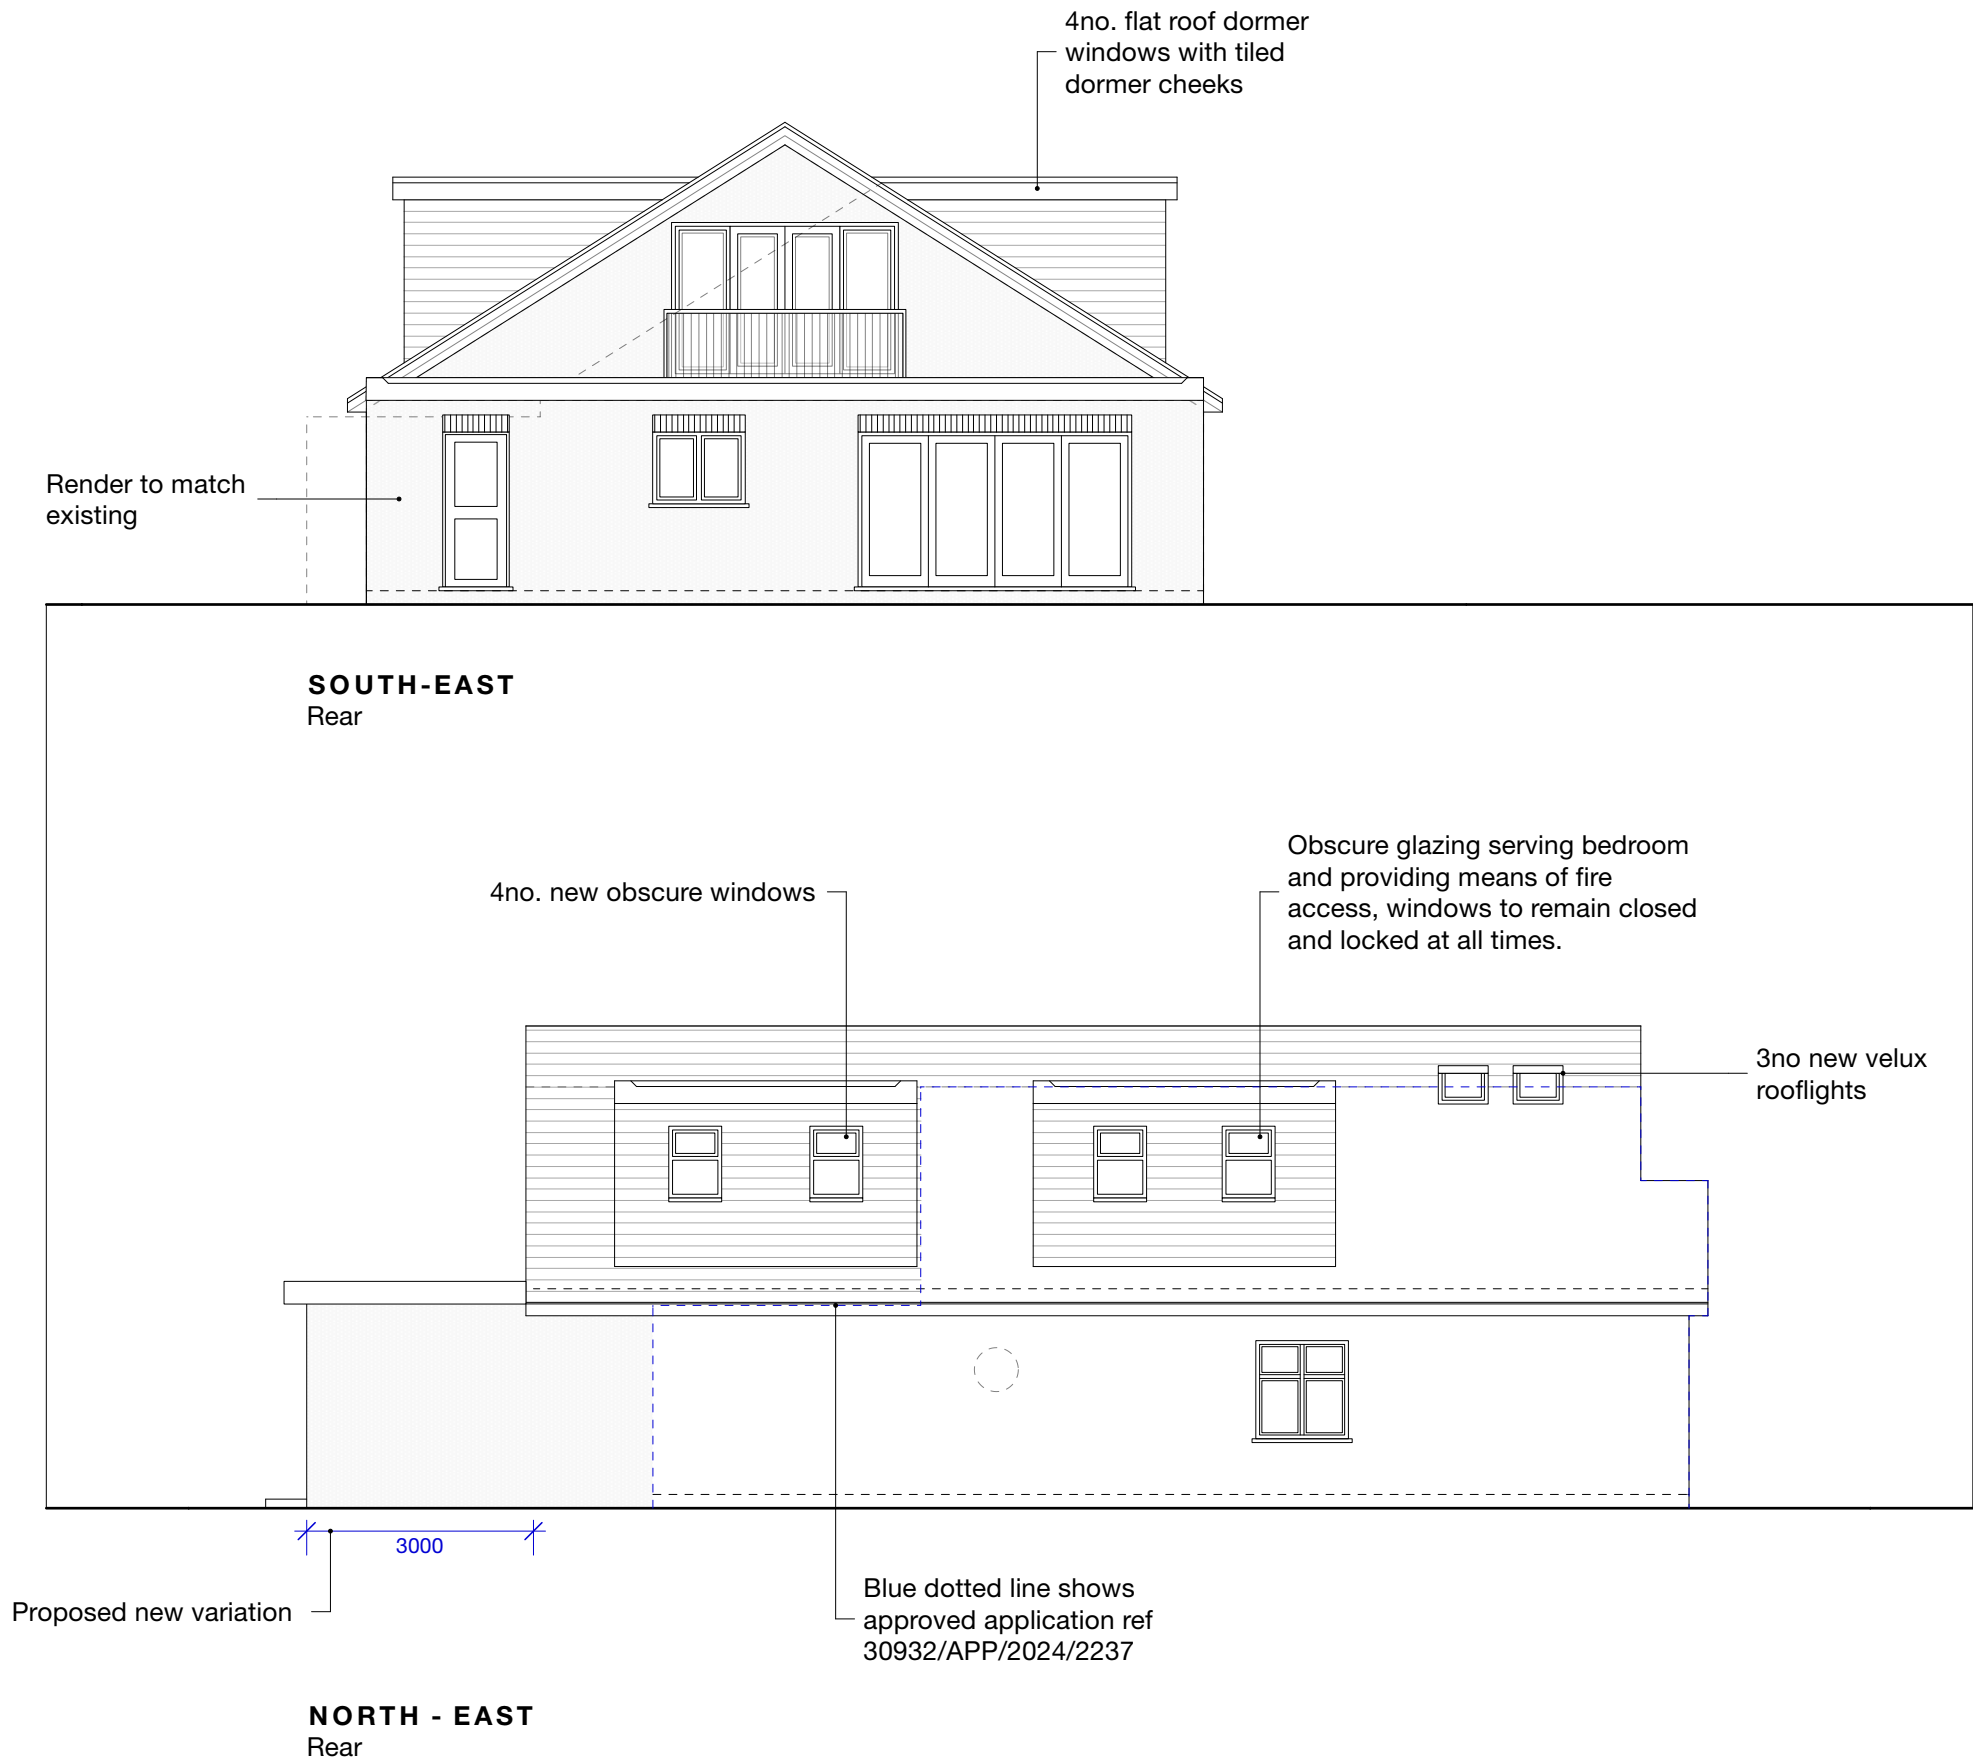 4no. flat roof dormer
windows with tiled
dormer cheeks
Render to match
existing
SOUTH-EAST
Rear
Obscure glazing serving bedroom
and providing means of fire
access, windows to remain closed
and locked at all times.
4no. new obscure windows
3no new velux
rooflights
3000
Proposed new variation
Blue dotted line shows
approved application ref
30932/APP/2024/2237
NORTH - EAST
Rear